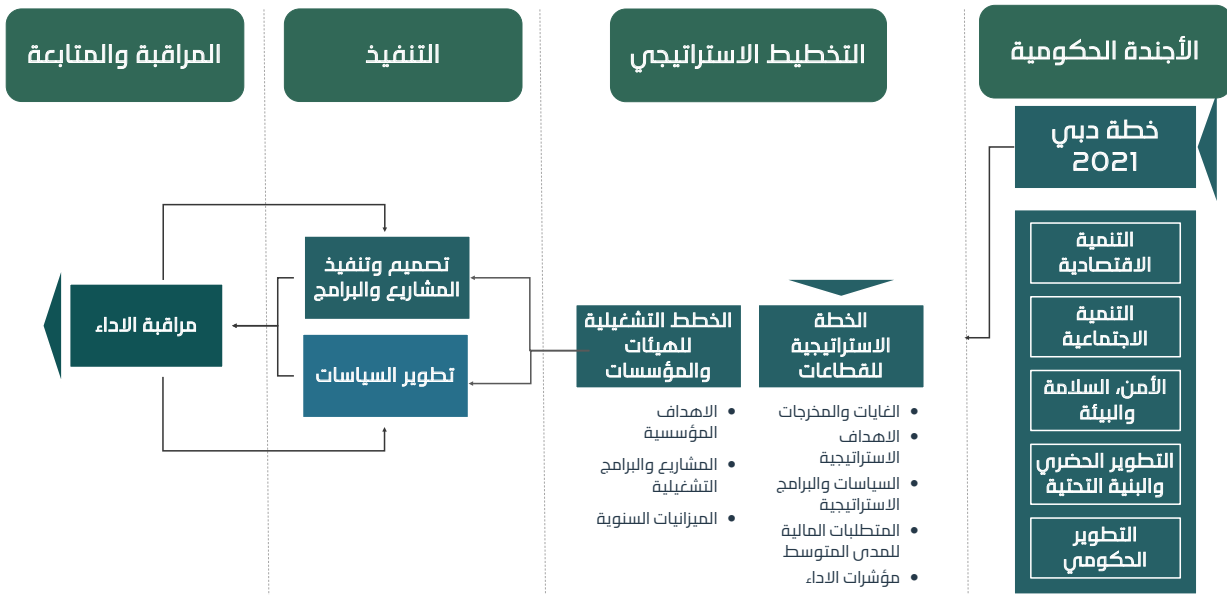 الأجندة الحكومية
التخطيط الاستراتيجي
التنفيذ
المراقبة والمتابعة
خطة دبي
2021
التنمية
الاقتصادية
التنمية
الاجتماعية
الأمن، السلامة
والبيئة
التطوير الحضري
والبنية التحتية
التطوير
الحكومي
الخطة
الاستراتيجية
للقطاعات
• الغايات والمخرجات
• الاهداف
الاستراتيجية
• السياسات والبرامج
الاستراتيجية
• المتطلبات المالية
للمدى المتوسط
• مؤشرات الاداء
الخطط التشغيلية
للهيئات
والمؤسسات
• الاهداف
المؤسسية
• المشاريع والبرامج
التشغيلية
• الميزانيات السنوية
تصميم وتنفيذ
المشاريع والبرامج
تطوير السياسات
مراقبة الاداء